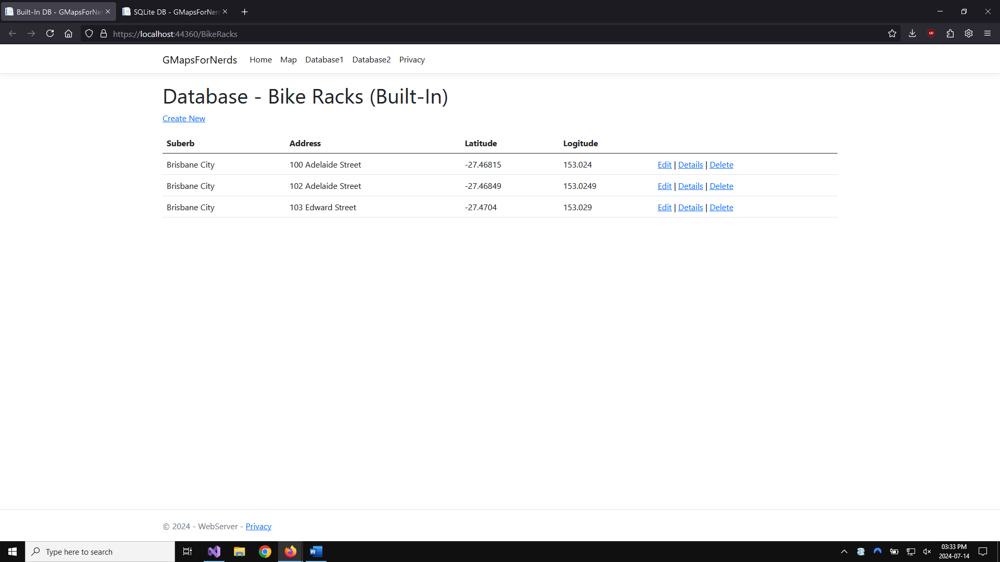 Built-In DB - GMapsForNer
SQLite DB - GMapsForNerd
https://localhost:44360/BikeRacks
GMapsForNerds Home Map Database1 Database2 Privacy
Database - Bike Racks (Built-In)
Create New
Suberb Address Latitude Logitude
Brisbane City 100 Adelaide Street -27.46815 153.024 Edit | Details | Delete
Brisbane City 102 Adelaide Street -27.46849 153.0249 Edit | Details | Delete
Brisbane City 103 Edward Street -27.4704 153.029 Edit | Details | Delete
© 2024 - WebServer - Privacy
Type here to search
03:33 PM
2024-07-14